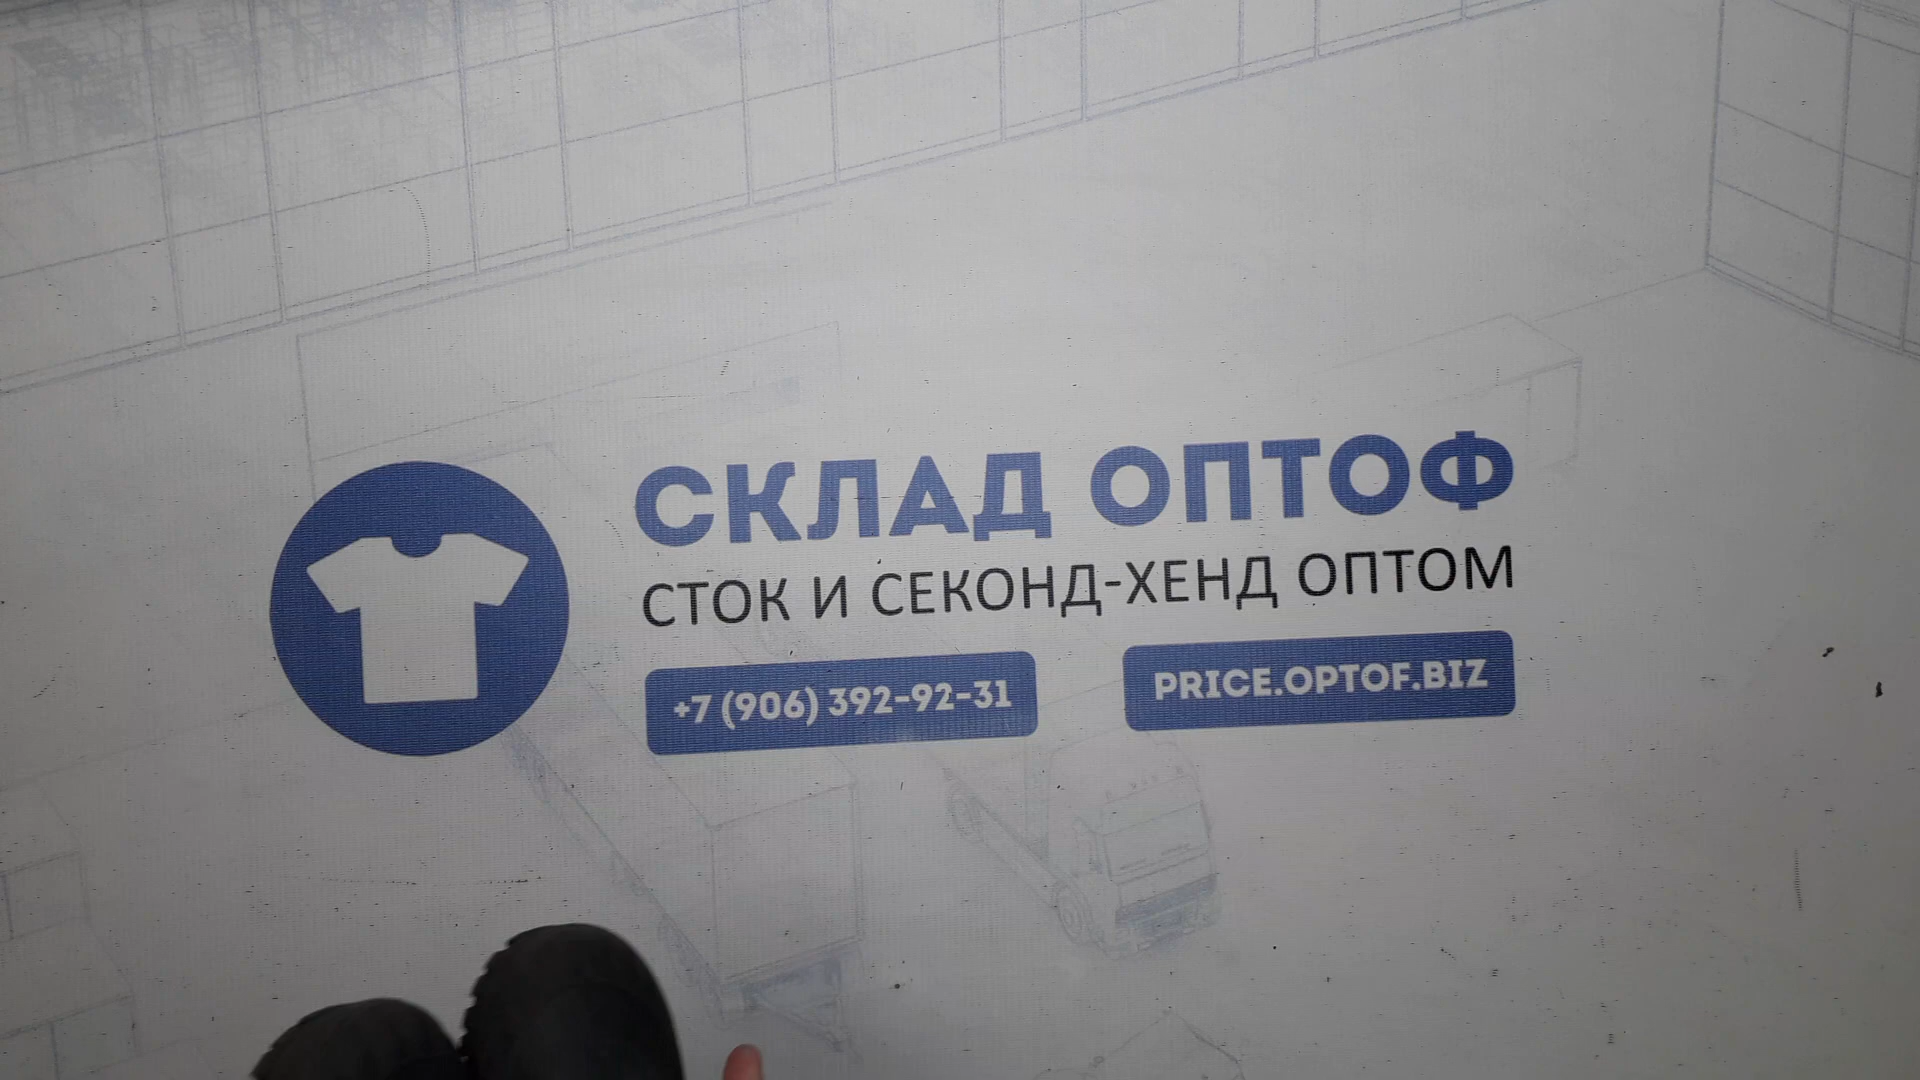 СКЛАД ОПТОФ
СТОК И СЕКОНД-ХЕНД ОПТОМ
+7 (906) 392-92-31
PRICE.OPTOF.BIZ